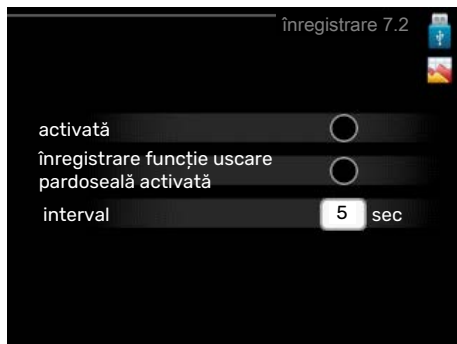 înregistrare 7.2
activată
înregistrare funcție uscare
pardoseală activată
interval 5 sec